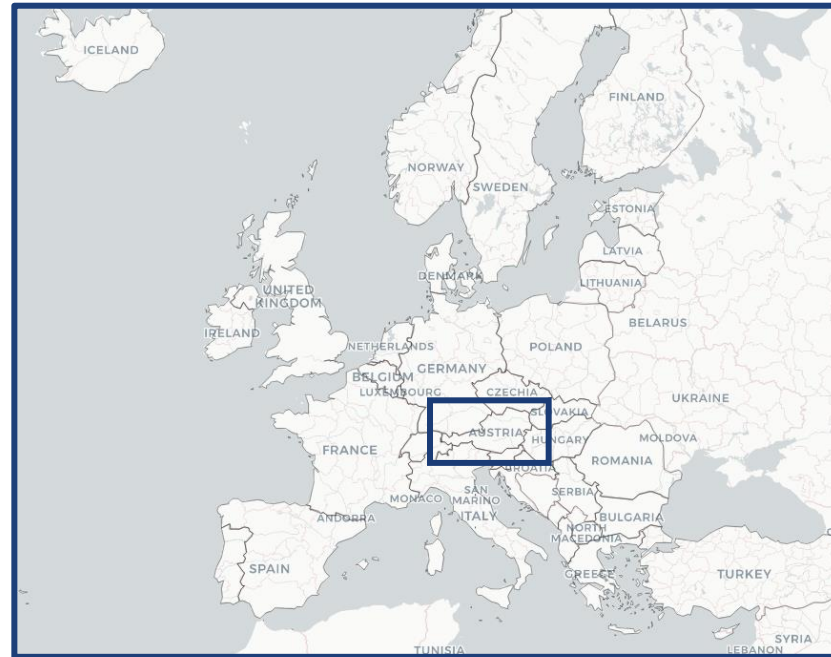 ICELAND
FINLAND
NORWAY
SWEDEN
ESTONIA
LATVIA
DENMARK
LITHUANIA
UNITED
KINGDOM
BELARUS
IRELAND
NETHERLANDS
POLAND
GERMANY
BELGIUM
LUXEMBOURG
CZECHIA
UKRAINE
SLOVAKIA
AUSTRIA
HUNGARY
MOLDOVA
FRANCE
ROMANIA
CROATIA
SAN
MARINO
SERBIA
MONACO
ITALY
ANDORRA
BULGARIA
NORTH
MACEDONIA
SPAIN
GREECE
TURKEY
SYRIA
TUNISIA
LEBANON